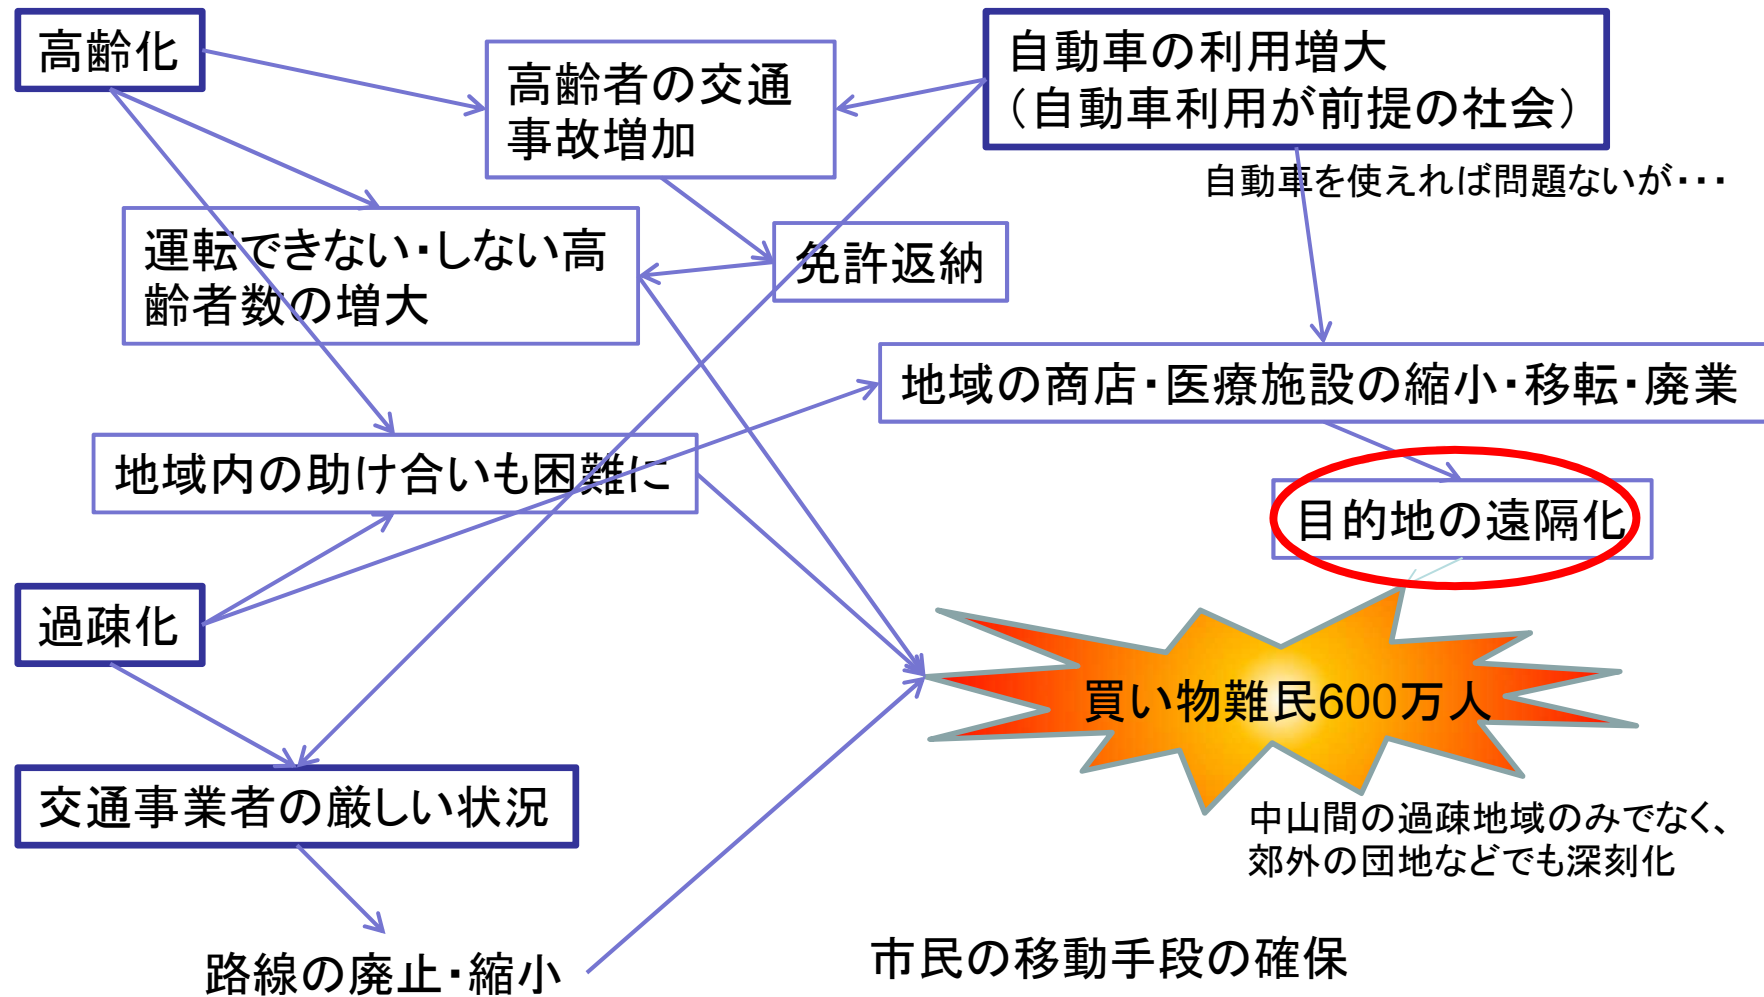 高齢化
高齢者の交通
事故増加
自動車の利用増大
（自動車利用が前提の社会）
自動車を使えれば問題ないが・・・
運転できない・しない高
齢者数の増大
免許返納
地域の商店・医療施設の縮小・移転・廃業
地域内の助け合いも困難に
目的地の遠隔化
過疎化
買い物難民600万人
交通事業者の厳しい状況
中山間の過疎地域のみでなく、
郊外の団地などでも深刻化
路線の廃止・縮小
市民の移動手段の確保